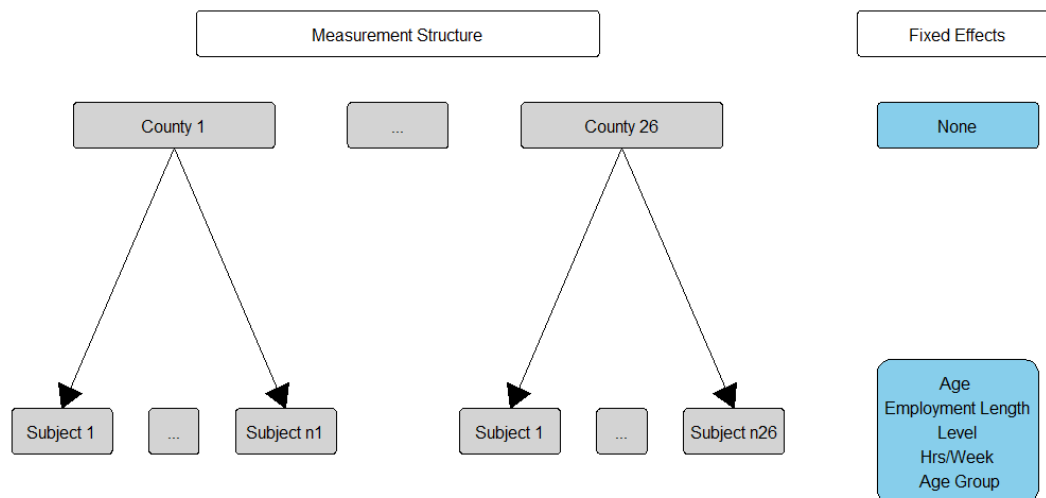 Measurement Structure
Fixed Effects
County 1
...
County 26
None
Subject 1
...
Subject n1
Subject 1
...
Subject n26
Age
Employment Length
Level
Hrs/Week
Age Group